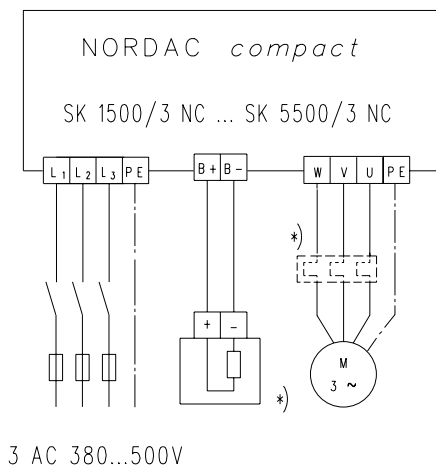 NORDAC compact
SK 1500/3 NC ... SK 5500/3 NC
L1 L2 L3 PE B+ B- W V U PE
*)
+ -
M
3 ~
*)
3 AC 380...500V